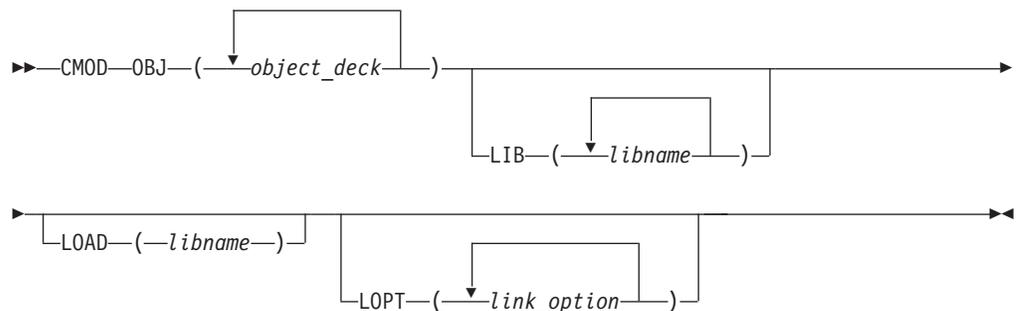 CMOD OBJ ( object_deck )
LIB ( libname )
LOAD ( libname )
LOPT ( link option )